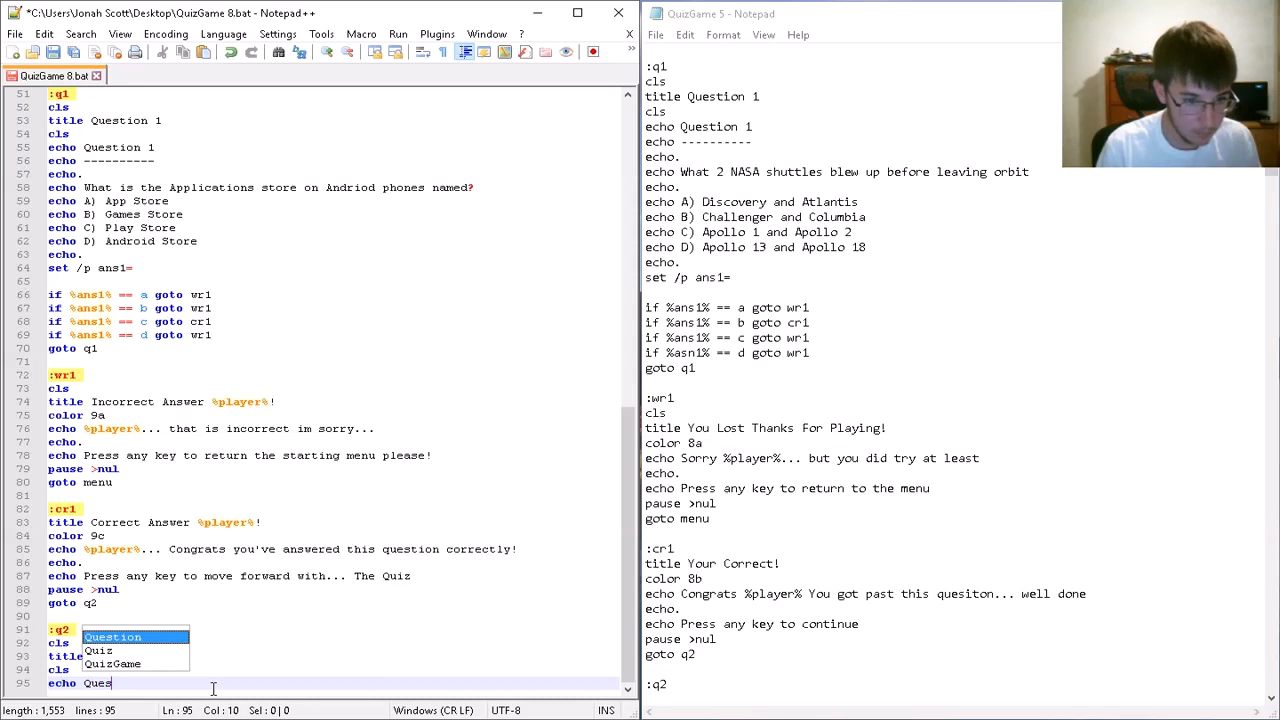 *C:\Users\Jonah Scott\Desktop\QuizGame 8.bat - Notepad++
File Edit Search View Encoding Language Settings Tools Macro Run Plugins Window ? X
QuizGame 8.bat
51 :q1
52 cls
53 title Question 1
54 cls
55 echo Question 1
56 echo ----------
57 echo.
58 echo What is the Applications store on Andriod phones named?
59 echo A) App Store
60 echo B) Games Store
61 echo C) Play Store
62 echo D) Android Store
63 echo.
64 set /p ans1=
65
66 if %ans1% == a goto wr1
67 if %ans1% == b goto wr1
68 if %ans1% == c goto cr1
69 if %ans1% == d goto wr1
70 goto q1
71
72 :wr1
73 cls
74 title Incorrect Answer %player%!
75 color 9a
76 echo %player%... that is incorrect im sorry...
77 echo.
78 echo Press any key to return the starting menu please!
79 pause >nul
80 goto menu
81
82 :cr1
83 title Correct Answer %player%!
84 color 9c
85 echo %player%... Congrats you've answered this question correctly!
86 echo.
87 echo Press any key to move forward with... The Quiz
88 pause >nul
89 goto q2
90
91 :q2
92 cls
93 title
94 cls
95 echo Ques
Question
Quiz
QuizGame
length : 1,553 lines : 95 Ln : 95 Col : 10 Sel : 0 | 0 Windows (CR LF) UTF-8 INS
QuizGame 5 - Notepad
File Edit Format View Help
:q1
cls
title Question 1
cls
echo Question 1
echo ----------
echo.
echo What 2 NASA shuttles blew up before leaving orbit
echo.
echo A) Discovery and Atlantis
echo B) Challenger and Columbia
echo C) Apollo 1 and Apollo 2
echo D) Apollo 13 and Apollo 18
echo.
set /p ans1=
if %ans1% == a goto wr1
if %ans1% == b goto cr1
if %ans1% == c goto wr1
if %asn1% == d goto wr1
goto q1
:wr1
cls
title You Lost Thanks For Playing!
color 8a
echo Sorry %player%... but you did try at least
echo.
echo Press any key to return to the menu
pause >nul
goto menu
:cr1
title Your Correct!
color 8b
echo Congrats %player% You got past this quesiton... well done
echo.
echo Press any key to continue
pause >nul
goto q2
:q2